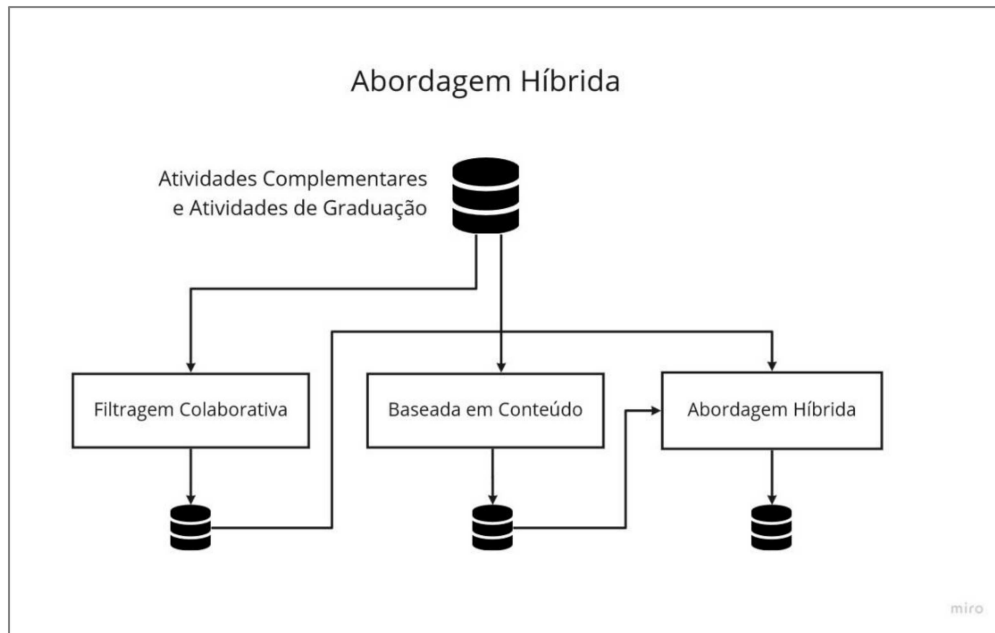 Abordagem Híbrida
Atividades Complementares
e Atividades de Graduação
Filtragem Colaborativa
Baseada em Conteúdo
Abordagem Híbrida
miro